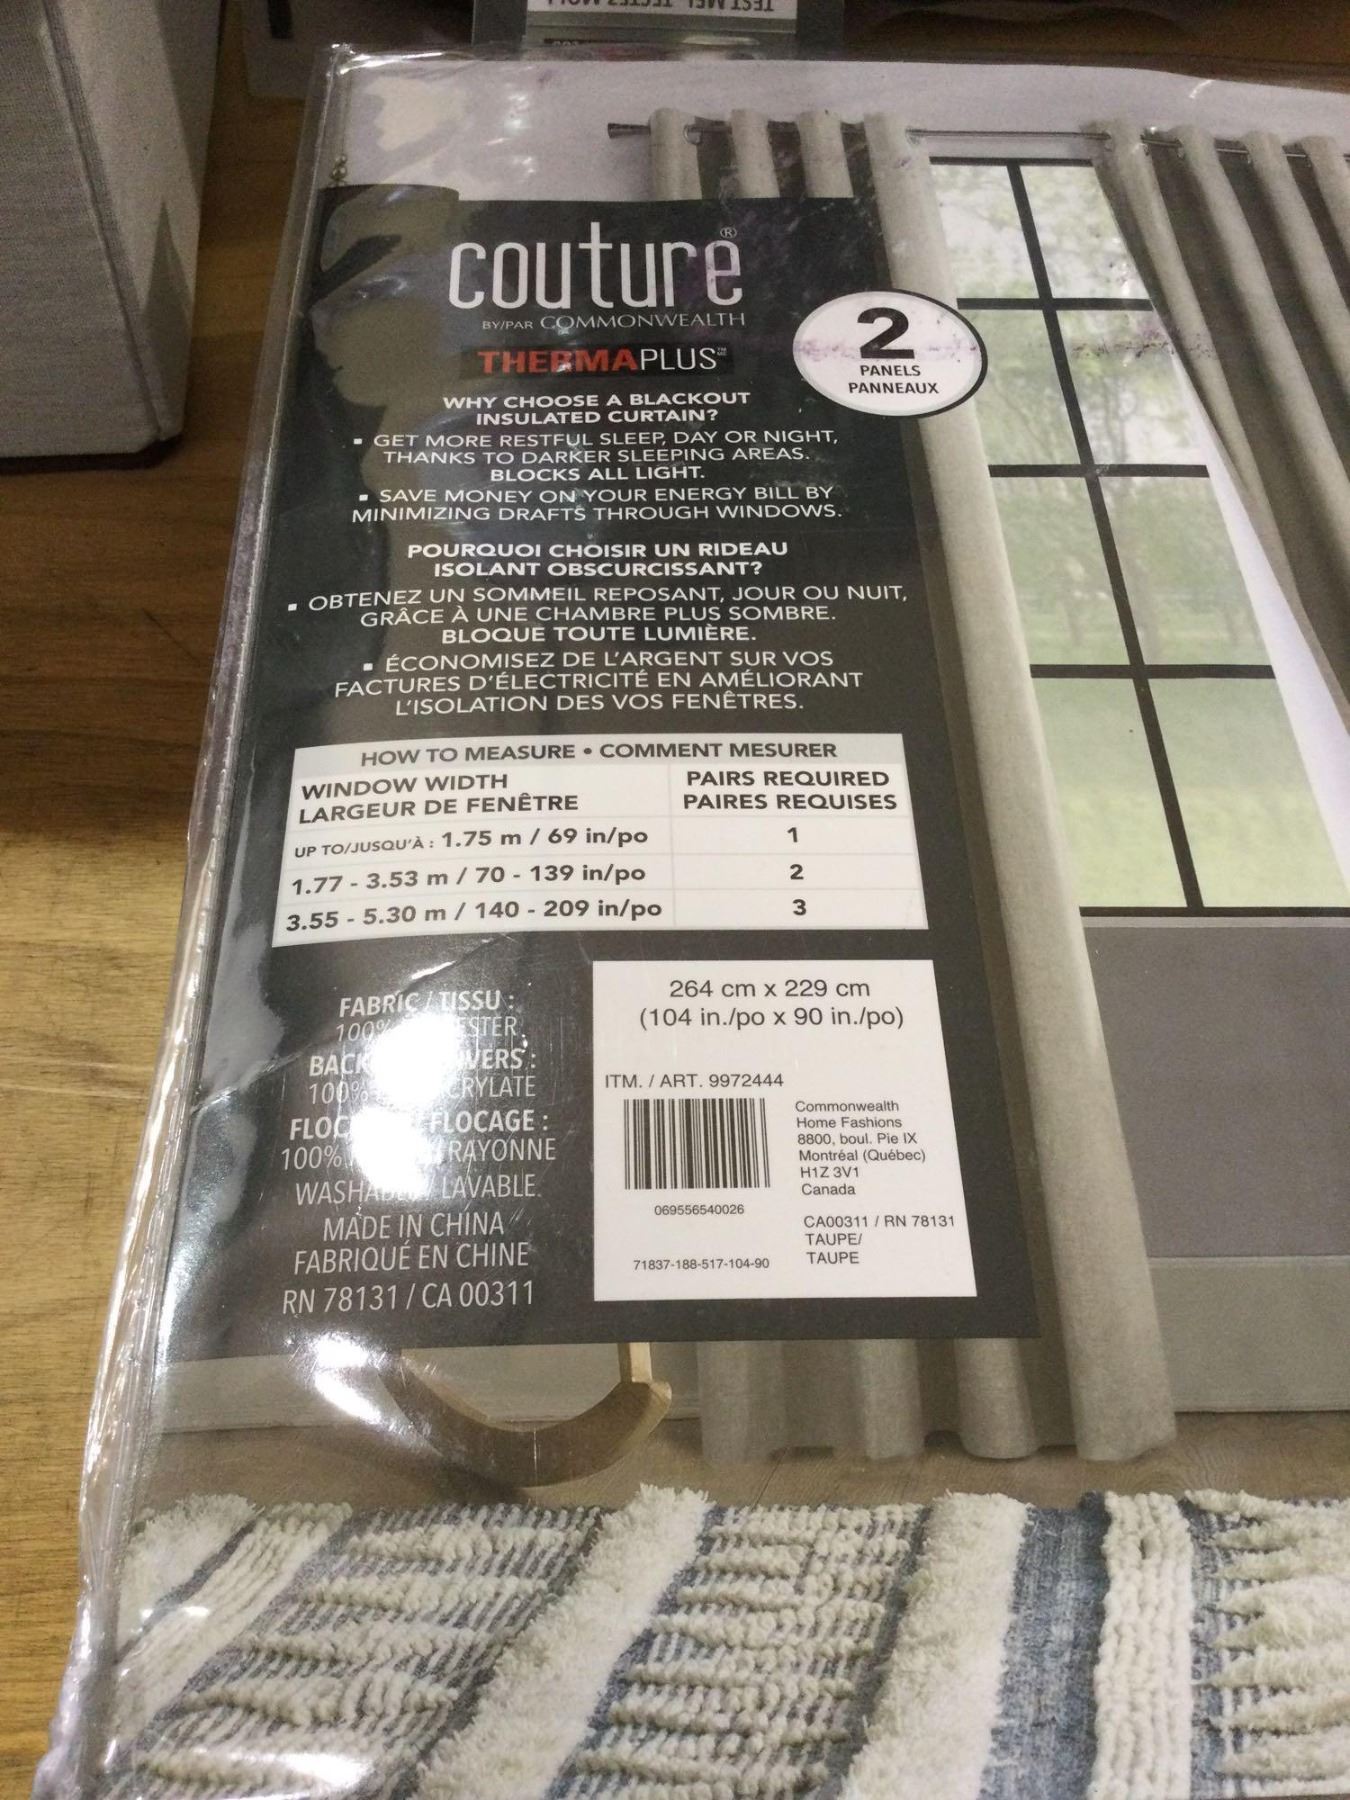 couture®
BY/PAR COMMONWEALTH
THERMAPLUS™ MC
2
PANELS
PANNEAUX
WHY CHOOSE A BLACKOUT
INSULATED CURTAIN?
▪ GET MORE RESTFUL SLEEP, DAY OR NIGHT,
THANKS TO DARKER SLEEPING AREAS.
BLOCKS ALL LIGHT.
▪ SAVE MONEY ON YOUR ENERGY BILL BY
MINIMIZING DRAFTS THROUGH WINDOWS.
POURQUOI CHOISIR UN RIDEAU
ISOLANT OBSCURCISSANT?
▪ OBTENEZ UN SOMMEIL REPOSANT, JOUR OU NUIT,
GRÂCE À UNE CHAMBRE PLUS SOMBRE.
BLOQUE TOUTE LUMIÈRE.
▪ ÉCONOMISEZ DE L'ARGENT SUR VOS
FACTURES D'ÉLECTRICITÉ EN AMÉLIORANT
L'ISOLATION DES VOS FENÊTRES.
HOW TO MEASURE • COMMENT MESURER
WINDOW WIDTH
LARGEUR DE FENÊTRE
PAIRS REQUIRED
PAIRES REQUISES
UP TO/JUSQU'À : 1.75 m / 69 in/po 1
1.77 - 3.53 m / 70 - 139 in/po 2
3.55 - 5.30 m / 140 - 209 in/po 3
FABRIC / TISSU :
100%
:
100%
FLOCAGE :
100% RAYONNE
LAVABLE
MADE IN CHINA
FABRIQUÉ EN CHINE
RN 78131 / CA 00311
264 cm x 229 cm
(104 in./po x 90 in./po)
ITM. / ART. 9972444
069556540026
71837-188-517-104-90
Commonwealth
Home Fashions
8800, boul. Pie IX
Montréal (Québec)
H1Z 3V1
Canada
CA00311 / RN 78131
TAUPE/
TAUPE